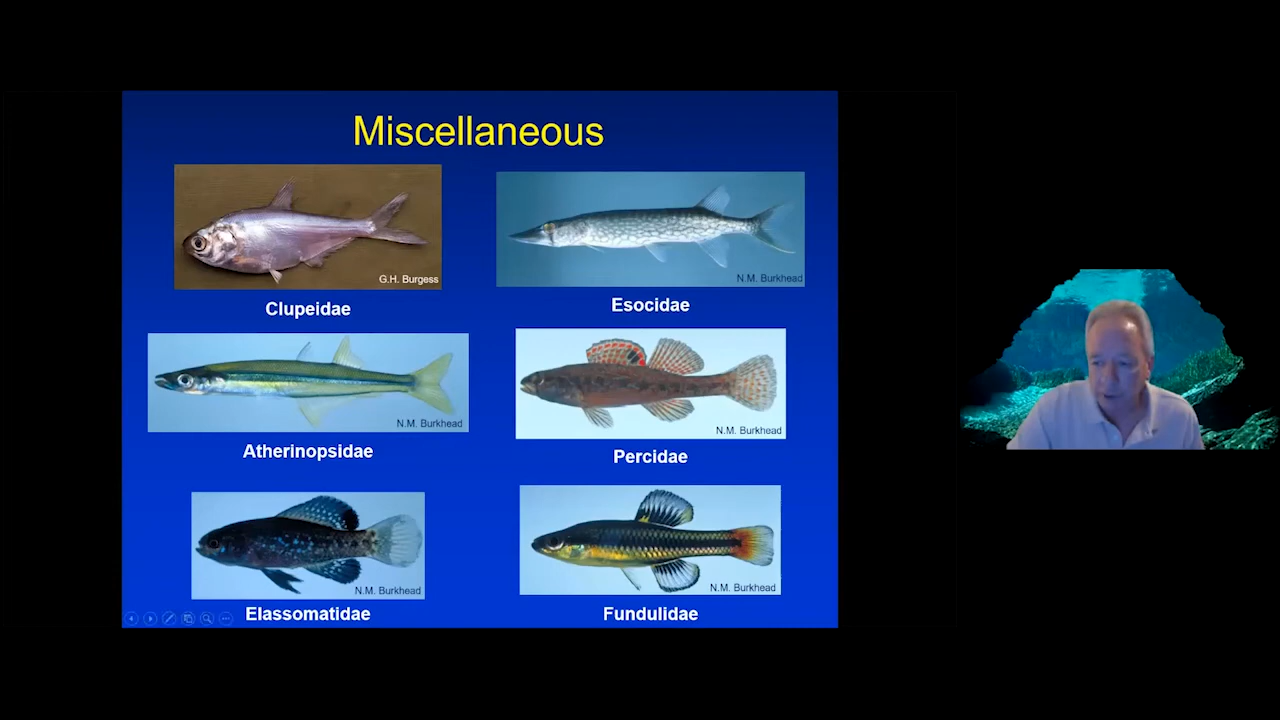 Miscellaneous
G.H. Burgess
N.M. Burkhead
Clupeidae
Esocidae
N.M. Burkhead
N.M. Burkhead
Atherinopsidae
Percidae
N.M. Burkhead
N.M. Burkhead
Elassomatidae
Fundulidae